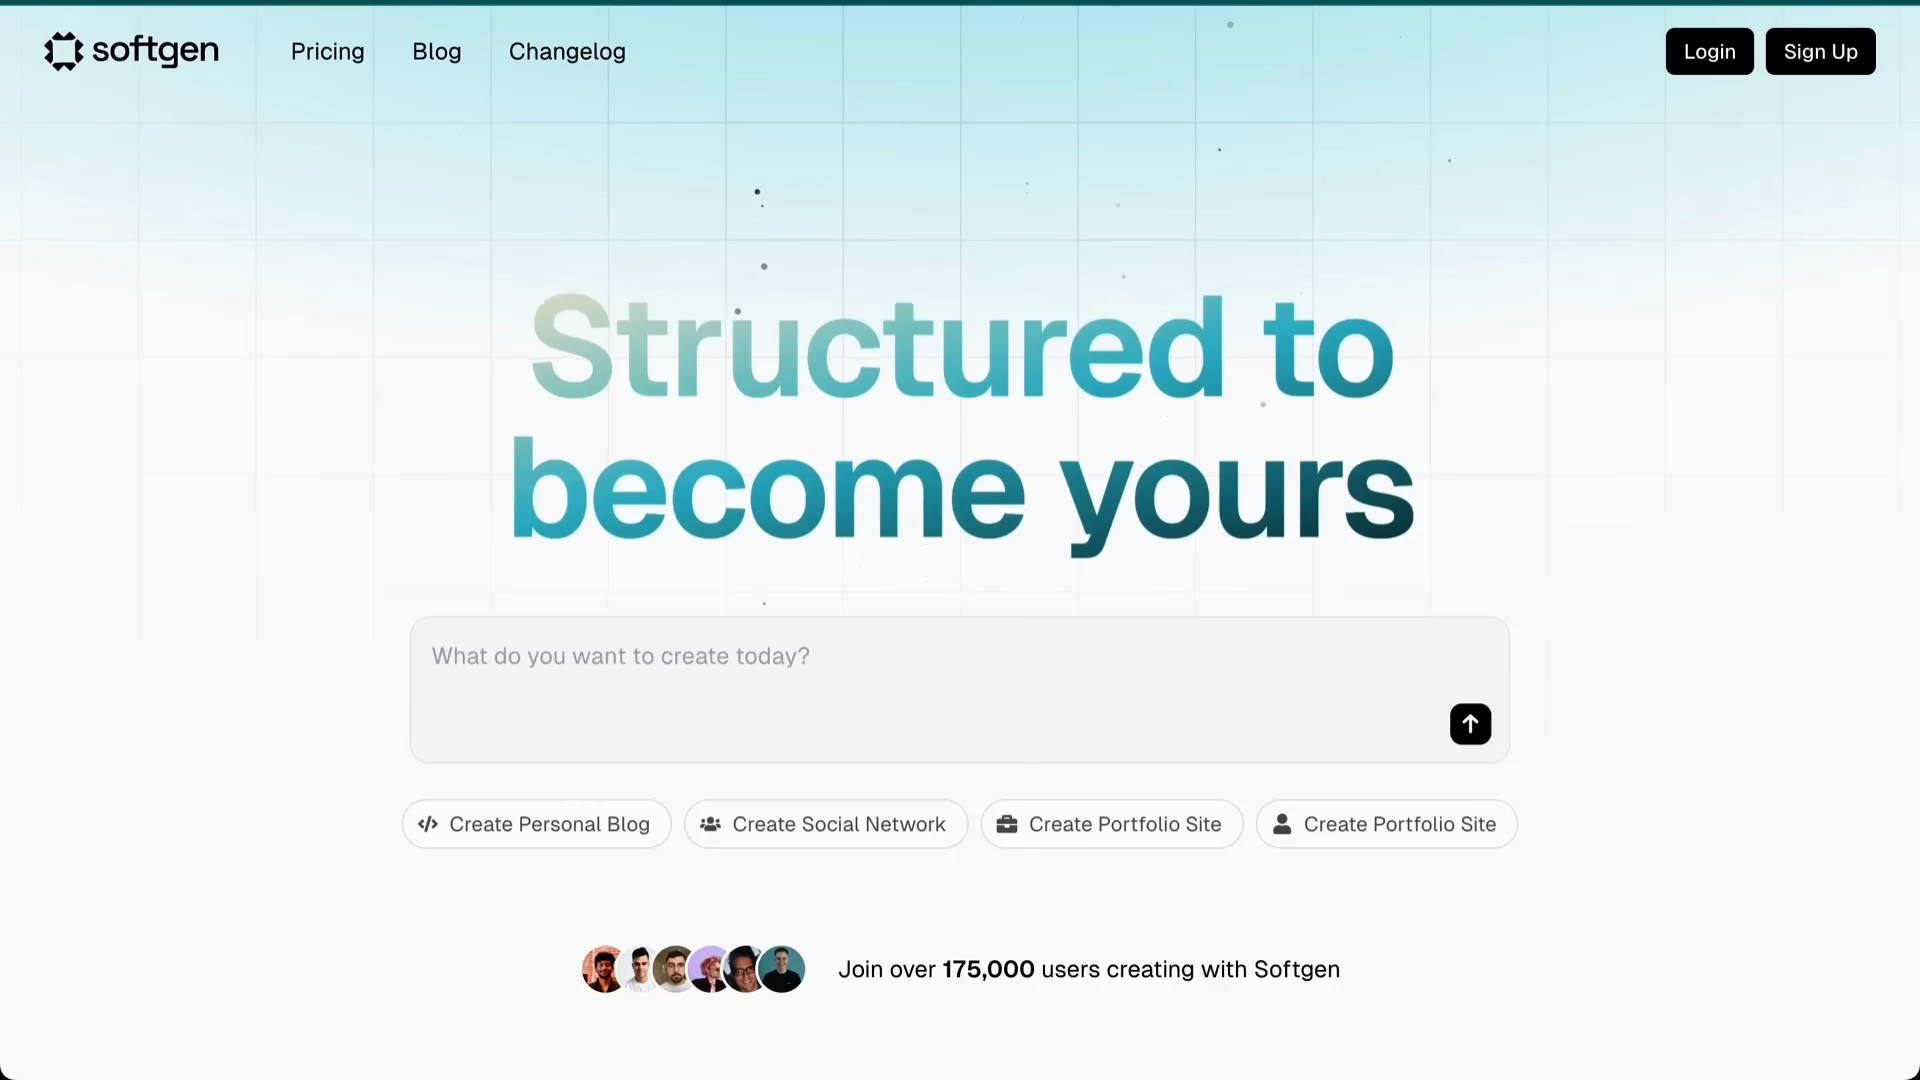 softgen
Pricing
Blog
Changelog
Login
Sign Up
Structured to
become yours
What do you want to create today?
Create Personal Blog
Create Social Network
Create Portfolio Site
Create Portfolio Site
Join over 175,000 users creating with Softgen